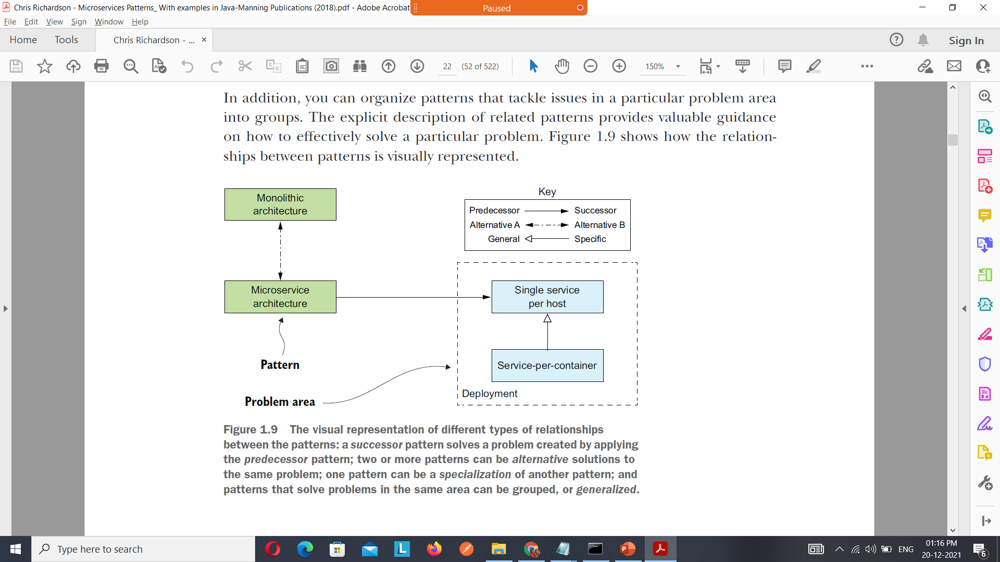 Chris Richardson - Microservices Patterns_ With examples in Java-Manning Publications (2018).pdf - Adobe Acrobat
Paused
File Edit View Sign Window Help
Home Tools Chris Richardson - ... ×
Sign In
22 (52 of 522) 150%
In addition, you can organize patterns that tackle issues in a particular problem area
into groups. The explicit description of related patterns provides valuable guidance
on how to effectively solve a particular problem. Figure 1.9 shows how the relation-
ships between patterns is visually represented.
Monolithic
architecture
Key
Predecessor Successor
Alternative A Alternative B
General Specific
Microservice
architecture
Single service
per host
Pattern
Service-per-container
Problem area
Deployment
Figure 1.9 The visual representation of different types of relationships
between the patterns: a successor pattern solves a problem created by applying
the predecessor pattern; two or more patterns can be alternative solutions to
the same problem; one pattern can be a specialization of another pattern; and
patterns that solve problems in the same area can be grouped, or generalized.
Type here to search
L
ENG
01:16 PM
20-12-2021
6